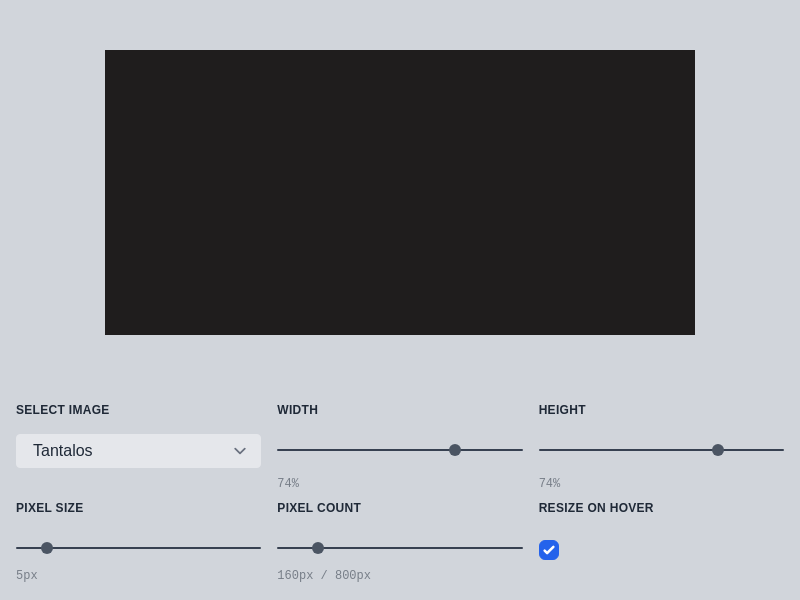 SELECT IMAGE
WIDTH
HEIGHT
Tantalos
74%
74%
PIXEL SIZE
PIXEL COUNT
RESIZE ON HOVER
5px
160px / 800px